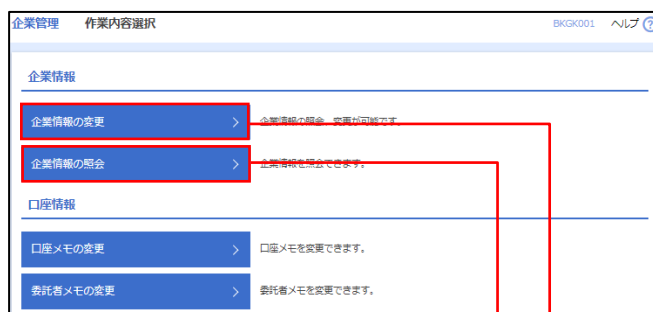 企業管理 作業内容選択 BKGK001 ヘルプ ?
企業情報
企業情報の変更 > 企業情報の照会、変更が可能です。
企業情報の照会 > 企業情報を照会できます。
口座情報
口座メモの変更 > 口座メモを変更できます。
委託者メモの変更 > 委託者メモを変更できます。